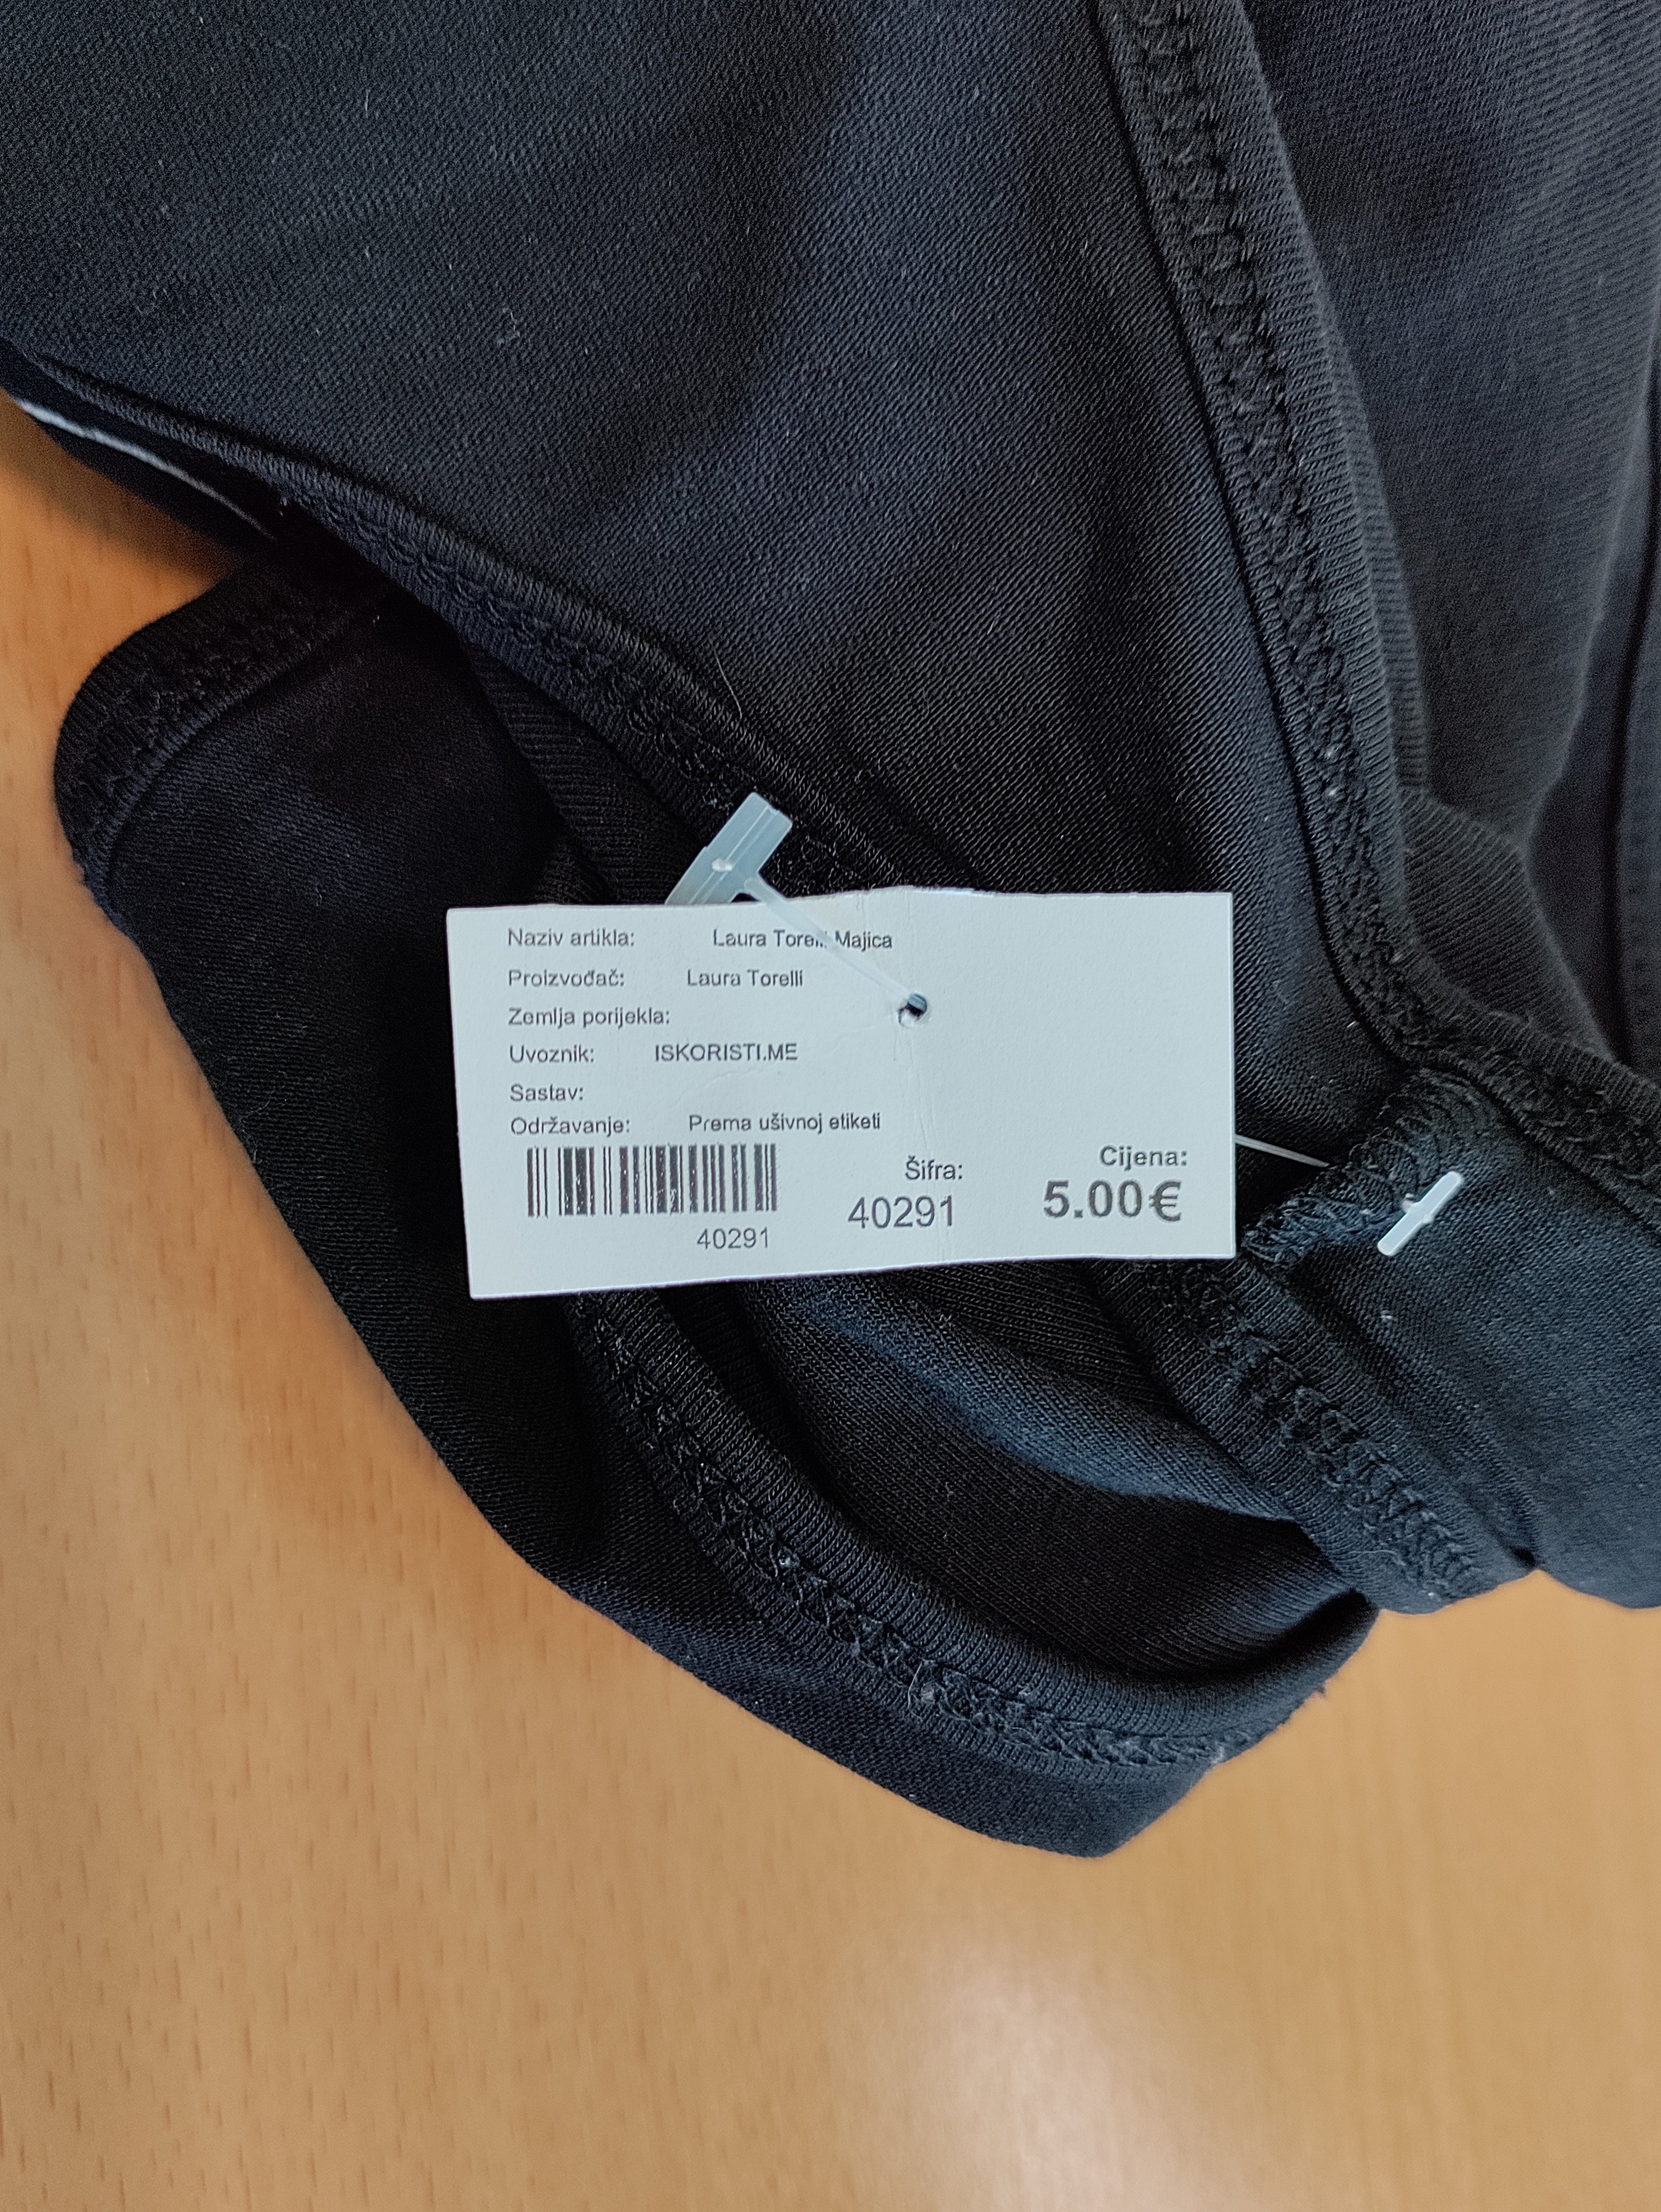 Naziv artikla: Laura Torelli Majica
Proizvođač: Laura Torelli
Zemlja porijekla:
Uvoznik: ISKORISTI.ME
Sastav:
Održavanje: Prema ušivnoj etiketi
40291
Šifra:
40291
Cijena:
5.00€